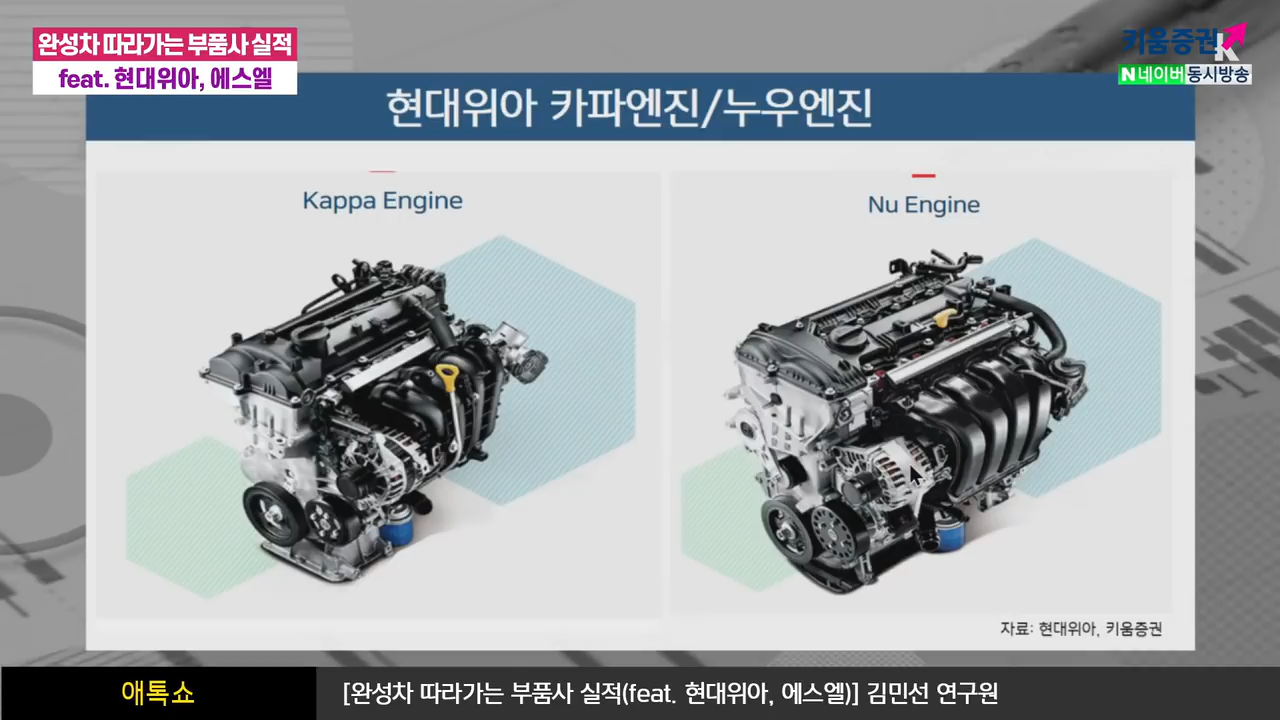 완성차 따라가는 부품사 실적
feat. 현대위아, 에스엘
키움증권
N 네이버 동시방송
현대위아 카파엔진/누우엔진
Kappa Engine
Nu Engine
자료: 현대위아, 키움증권
애톡쇼
[완성차 따라가는 부품사 실적(feat. 현대위아, 에스엘)] 김민선 연구원